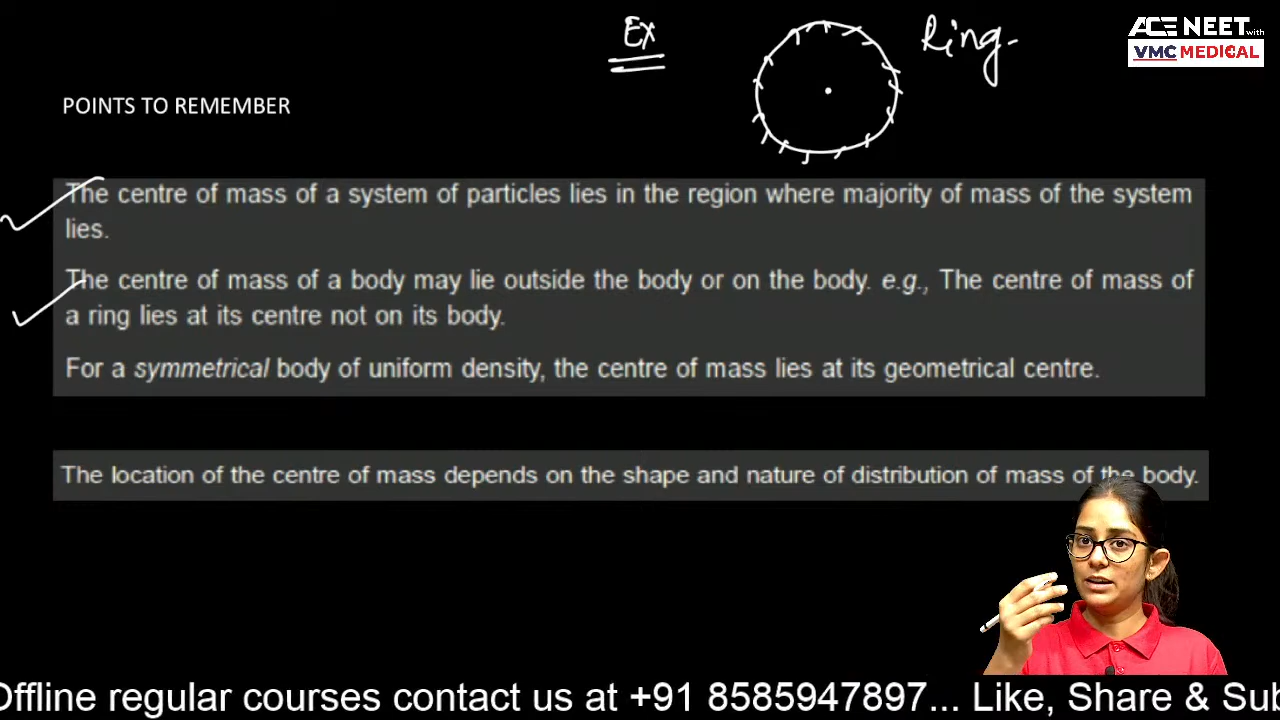 Ex
Ring.
ACE NEET with
VMC MEDICAL
POINTS TO REMEMBER
The centre of mass of a system of particles lies in the region where majority of mass of the system
lies.
The centre of mass of a body may lie outside the body or on the body. e.g., The centre of mass of
a ring lies at its centre not on its body.
For a symmetrical body of uniform density, the centre of mass lies at its geometrical centre.
The location of the centre of mass depends on the shape and nature of distribution of mass of the body.
Offline regular courses contact us at +91 8585947897... Like, Share & Sub